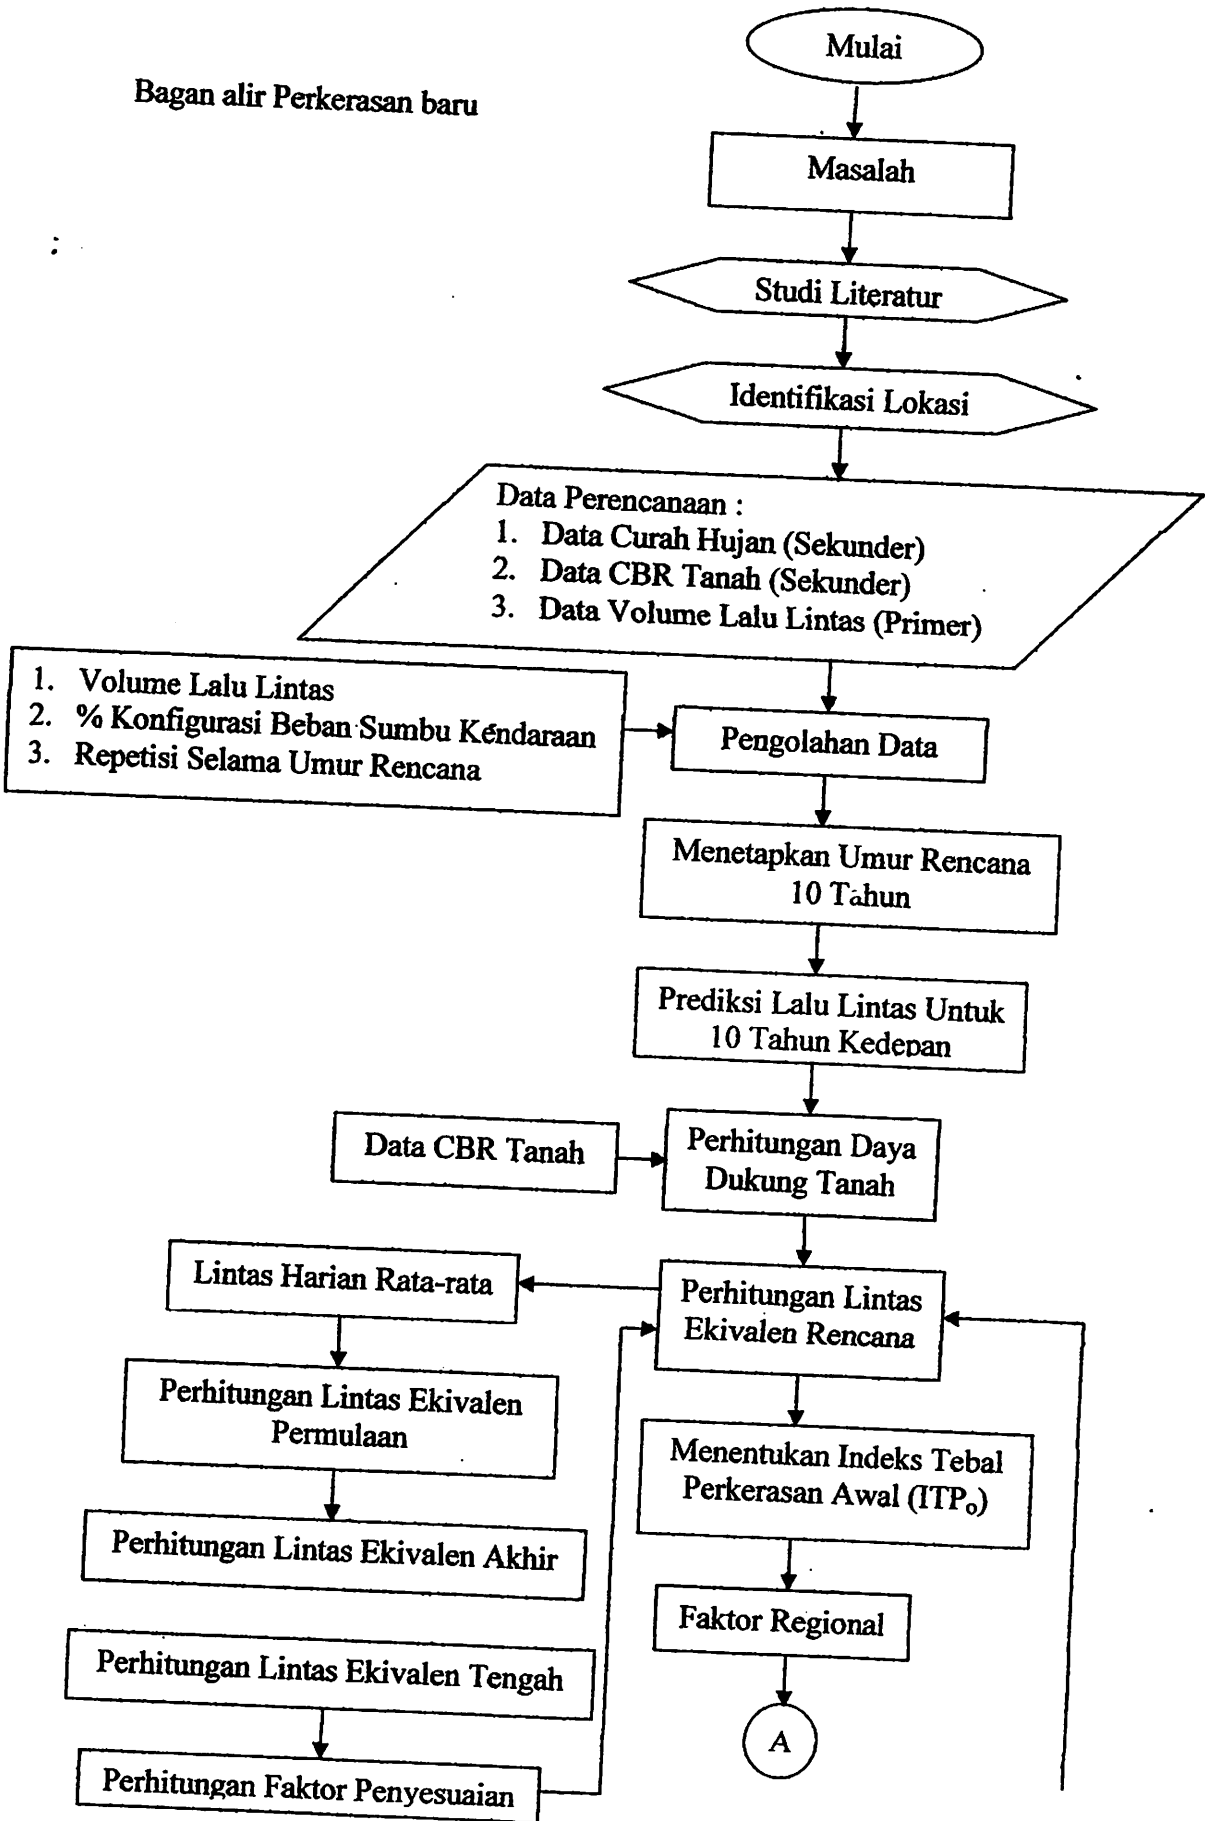 Mulai
Bagan alir Perkerasan baru
Masalah
Studi Literatur
Identifikasi Lokasi
Data Perencanaan :
1. Data Curah Hujan (Sekunder)
2. Data CBR Tanah (Sekunder)
3. Data Volume Lalu Lintas (Primer)
1. Volume Lalu Lintas
2. % Konfigurasi Beban Sumbu Kendaraan
3. Repetisi Selama Umur Rencana
Pengolahan Data
Menetapkan Umur Rencana
10 Tahun
Prediksi Lalu Lintas Untuk
10 Tahun Kedepan
Data CBR Tanah
Perhitungan Daya
Dukung Tanah
Lintas Harian Rata-rata
Perhitungan Lintas
Ekivalen Rencana
Perhitungan Lintas Ekivalen
Permulaan
Menentukan Indeks Tebal
Perkerasan Awal (ITPₒ)
Perhitungan Lintas Ekivalen Akhir
Faktor Regional
Perhitungan Lintas Ekivalen Tengah
A
Perhitungan Faktor Penyesuaian